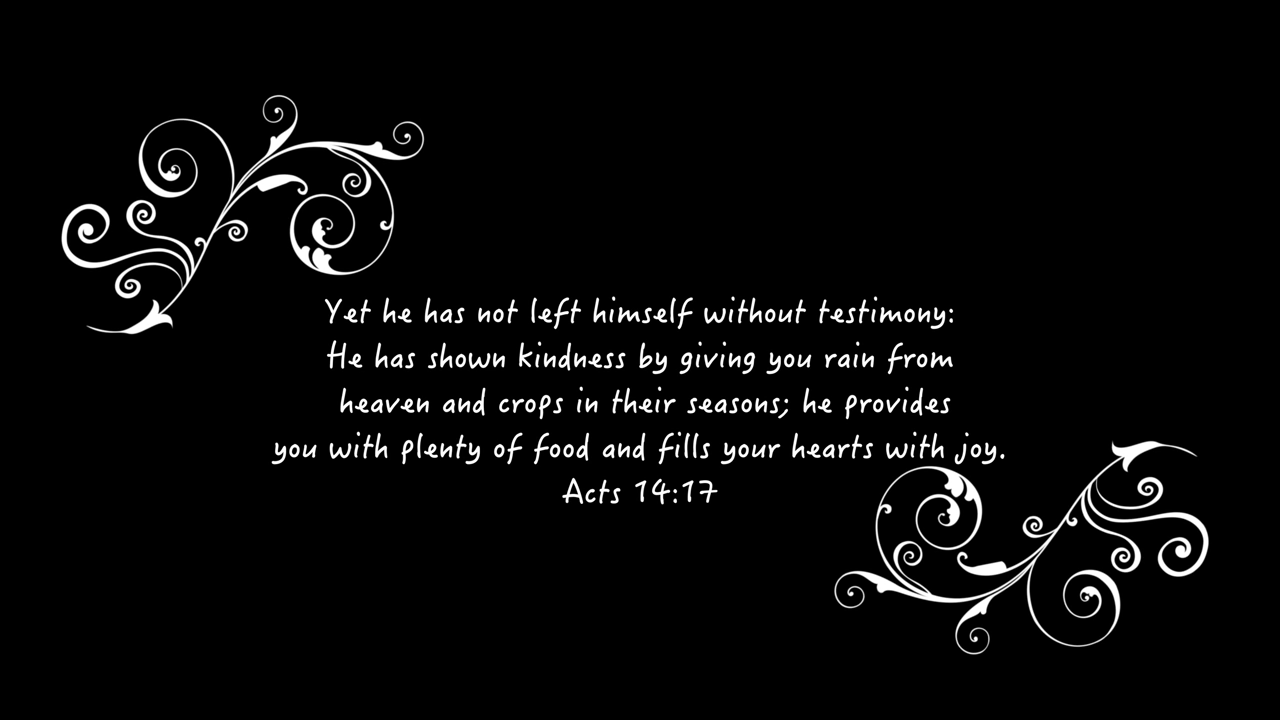 Yet he has not left himself without testimony:
He has shown kindness by giving you rain from
heaven and crops in their seasons; he provides
you with plenty of food and fills your hearts with joy.
Acts 14:17